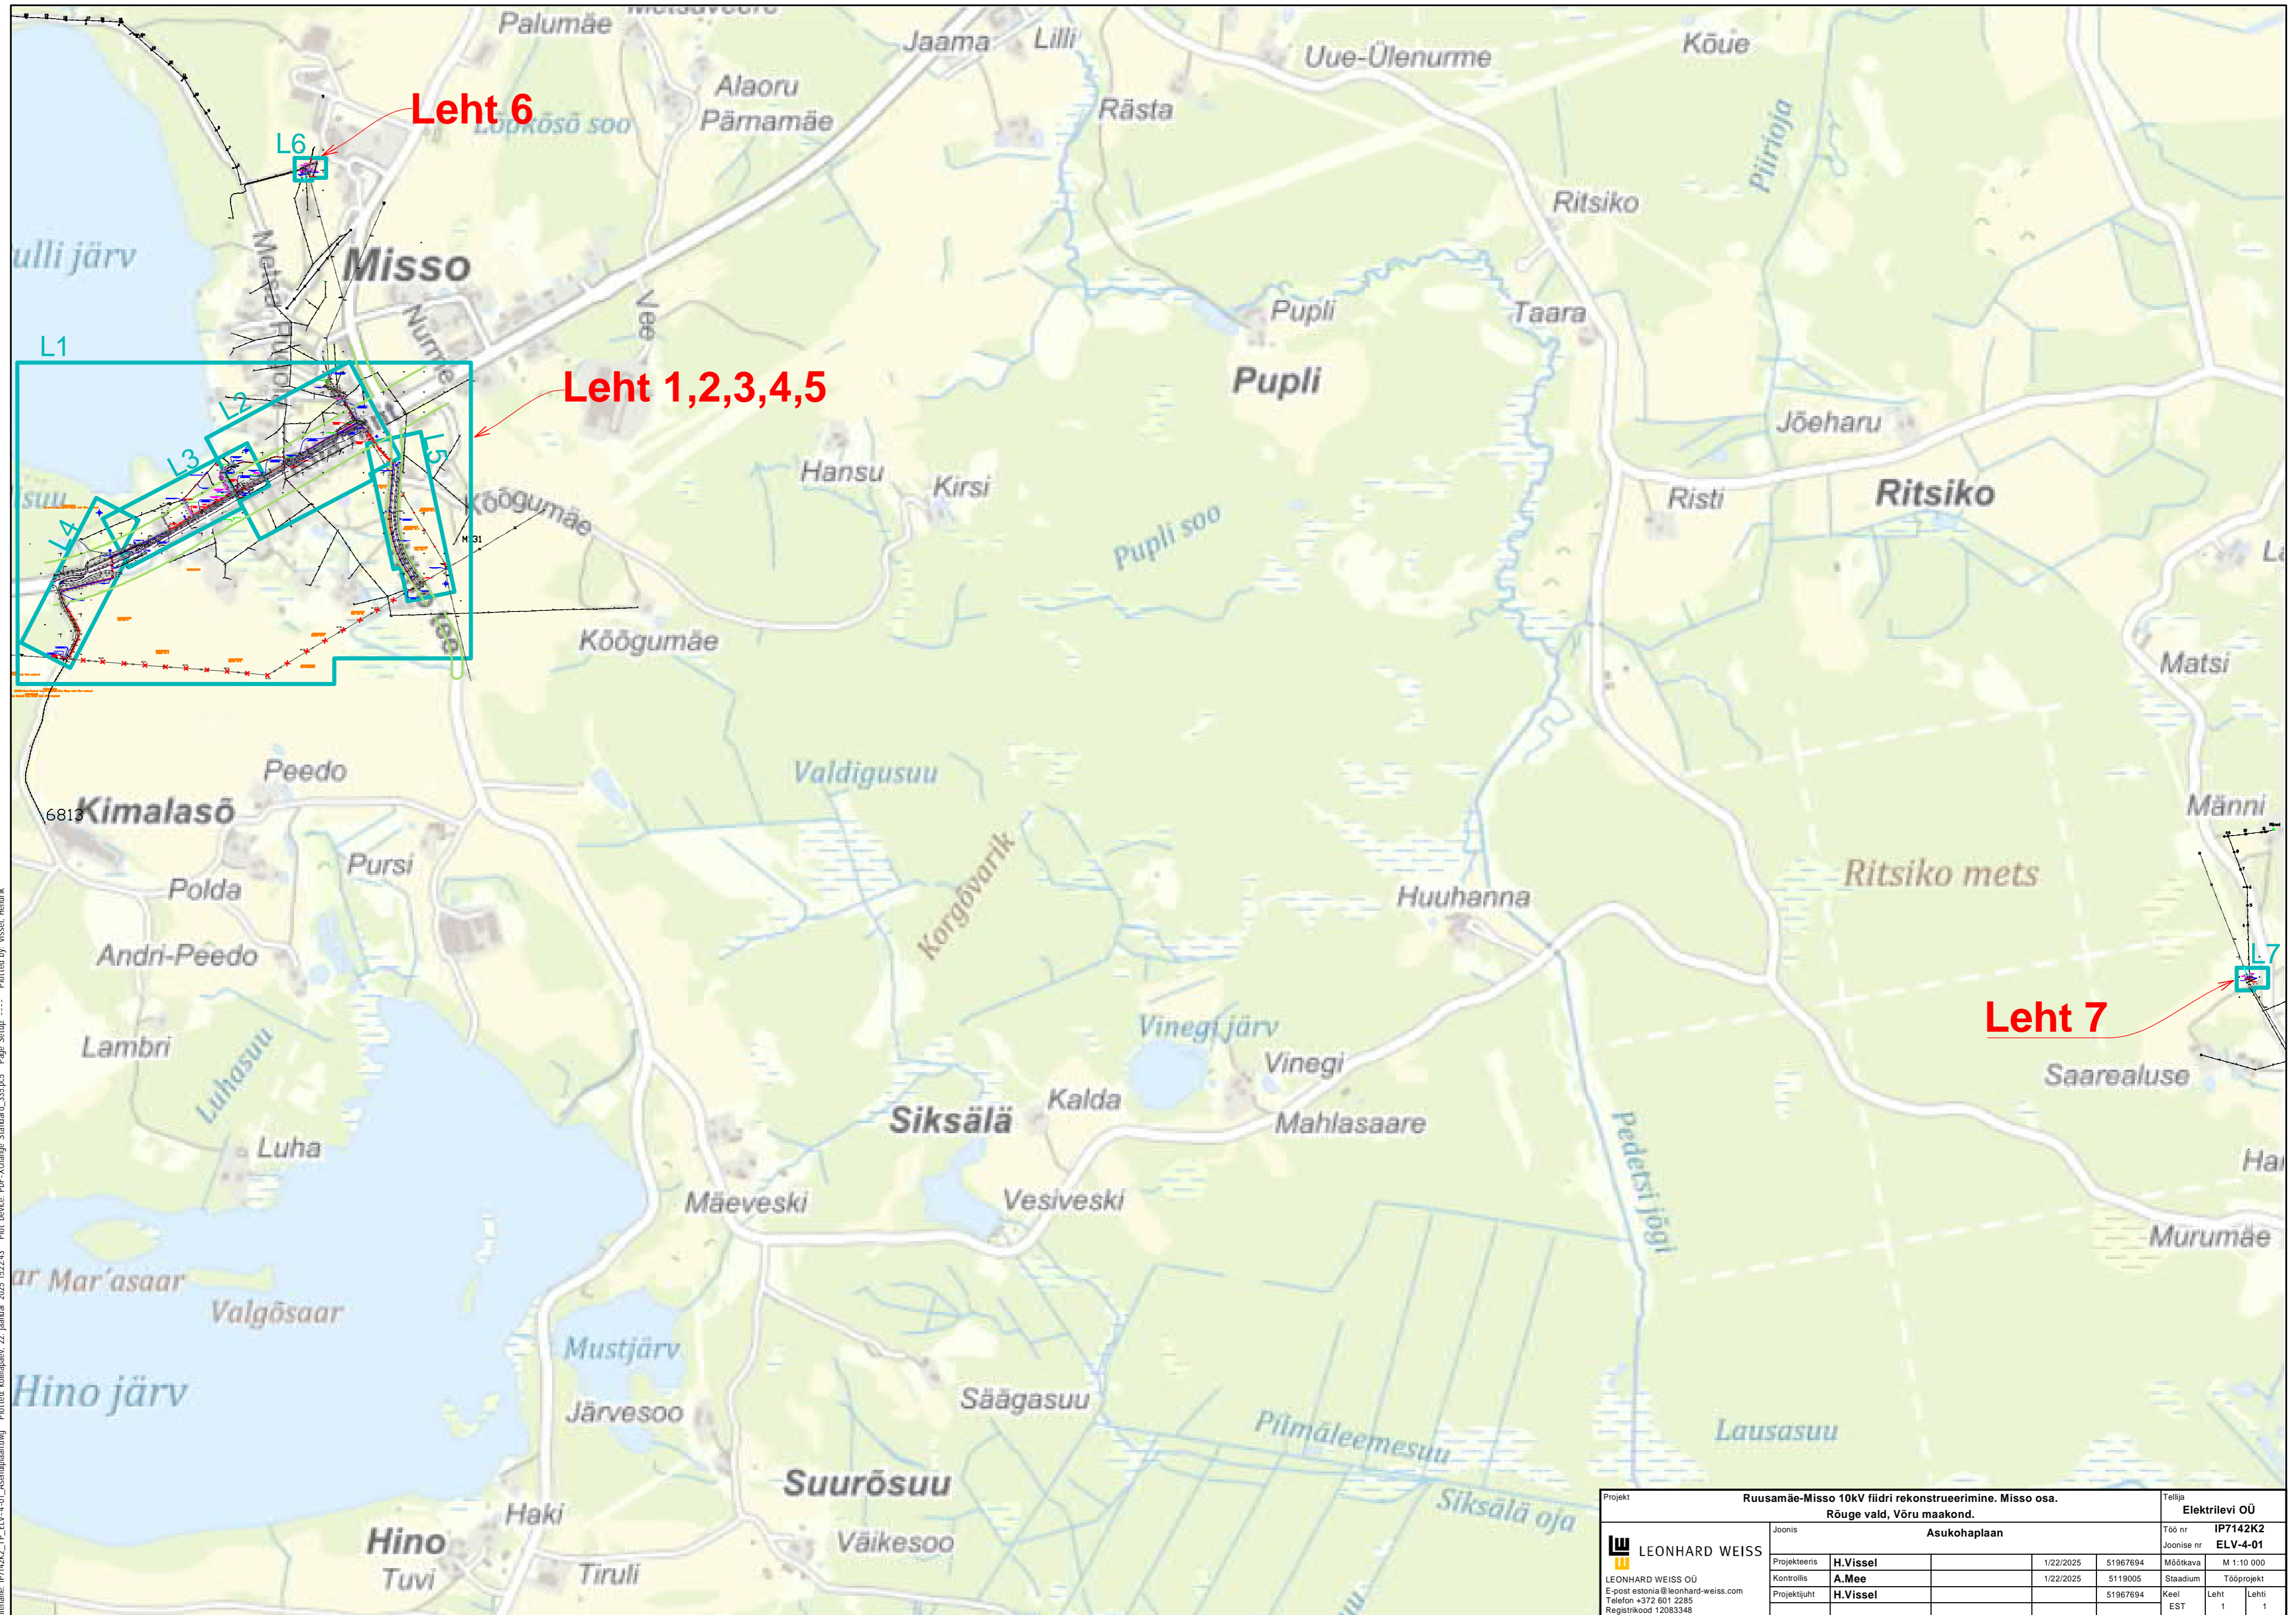 Palumäe
Jaama
Lilli
Kõue
Uue-Ülenurme
Alaoru
Pärnamäe
Leht 6
Rästa
Piirioja
L6
Ritsiko
Misso
Nurme
Vee
Pupli
Taara
L1
Pupli
Leht 1,2,3,4,5
L2
Jõeharu
L3
L5
Hansu
Kirsi
Risti
Ritsiko
Kõõgumäe
Pupli soo
L4
Kõõgumäe
Matsi
Peedo
Valdigusuu
Männi
6813
Kimalasõ
Pursi
Korgõvarik
Ritsiko mets
Polda
Huuhanna
Andri-Peedo
L7
Leht 7
Lambri
Luhasuu
Vinegi järv
Vinegi
Saarealuse
Kalda
Siksälä
Mahlasaare
Luha
Pedetsi jõgi
Mäeveski
Vesiveski
Murumäe
Mar'asaar
Valgõsaar
Mustjärv
Hino järv
Säägasuu
Järvesoo
Pilmäleemesuu
Lausasuu
Suurõsuu
Siksälä oja
Haki
Hino
Väikesoo
Tuvi
Tiruli
Projekt
Ruusamäe-Misso 10kV fiidri rekonstrueerimine. Misso osa.
Rõuge vald, Võru maakond.
Tellija
Elektrilevi OÜ
LEONHARD WEISS
Joonis
Asukohaplaan
Töö nr IP7142K2
Joonise nr ELV-4-01
Projekteeris H.Vissel 1/22/2025 51967694
Mõõtkava M 1:10 000
Kontrollis A.Mee 1/22/2025 5119005
Staadium Tööprojekt
Projektijuht H.Vissel 51967694
Keel Leht Lehti
EST 1 1
LEONHARD WEISS OÜ
E-post estonia@leonhard-weiss.com
Telefon +372 601 2285
Registrikood 12083348